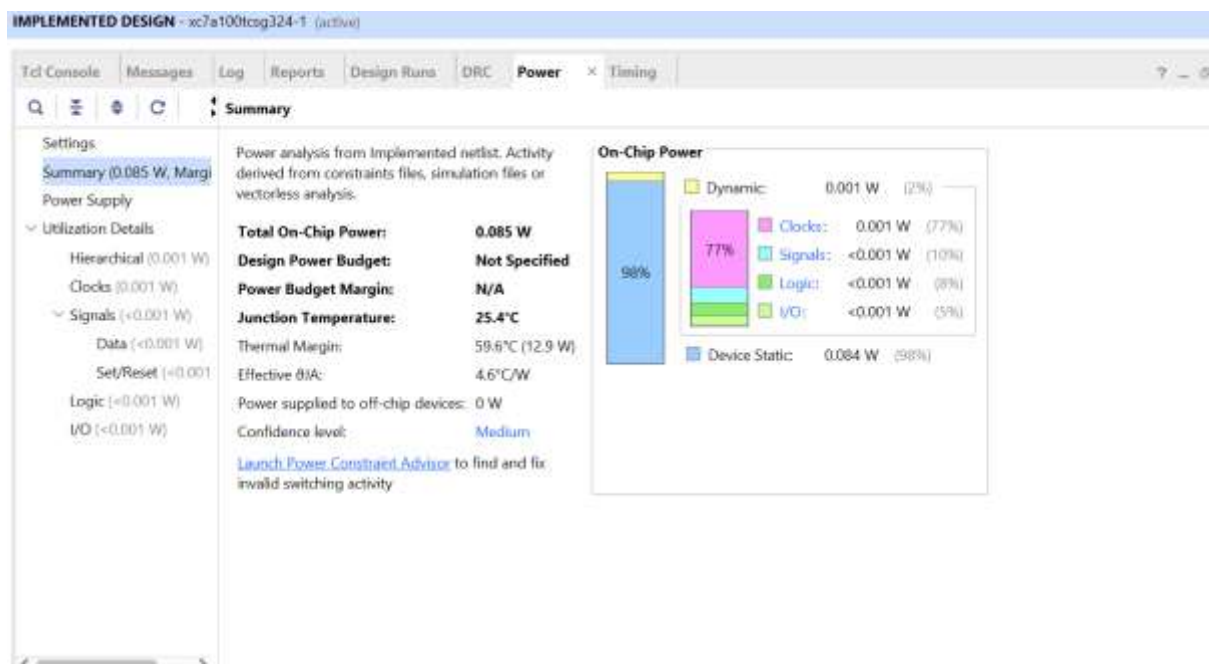 IMPLEMENTED DESIGN - xc7a100tcsg324-1 (active)
Tcl Console Messages Log Reports Design Runs DRC Power × Timing ? _
Summary
Settings
Summary (0.085 W, Margi
Power Supply
Utilization Details
Hierarchical (0.001 W)
Clocks (0.001 W)
Signals (<0.001 W)
Data (<0.001 W)
Set/Reset (<0.001
Logic (<0.001 W)
I/O (<0.001 W)
Power analysis from Implemented netlist. Activity
derived from constraints files, simulation files or
vectorless analysis.
Total On-Chip Power: 0.085 W
Design Power Budget: Not Specified
Power Budget Margin: N/A
Junction Temperature: 25.4°C
Thermal Margin: 59.6°C (12.9 W)
Effective ϑJA: 4.6°C/W
Power supplied to off-chip devices: 0 W
Confidence level: Medium
Launch Power Constraint Advisor to find and fix
invalid switching activity
On-Chip Power
Dynamic: 0.001 W (2%)
Clocks: 0.001 W (77%)
Signals: <0.001 W (10%)
Logic: <0.001 W (8%)
I/O: <0.001 W (5%)
77%
98%
Device Static: 0.084 W (98%)